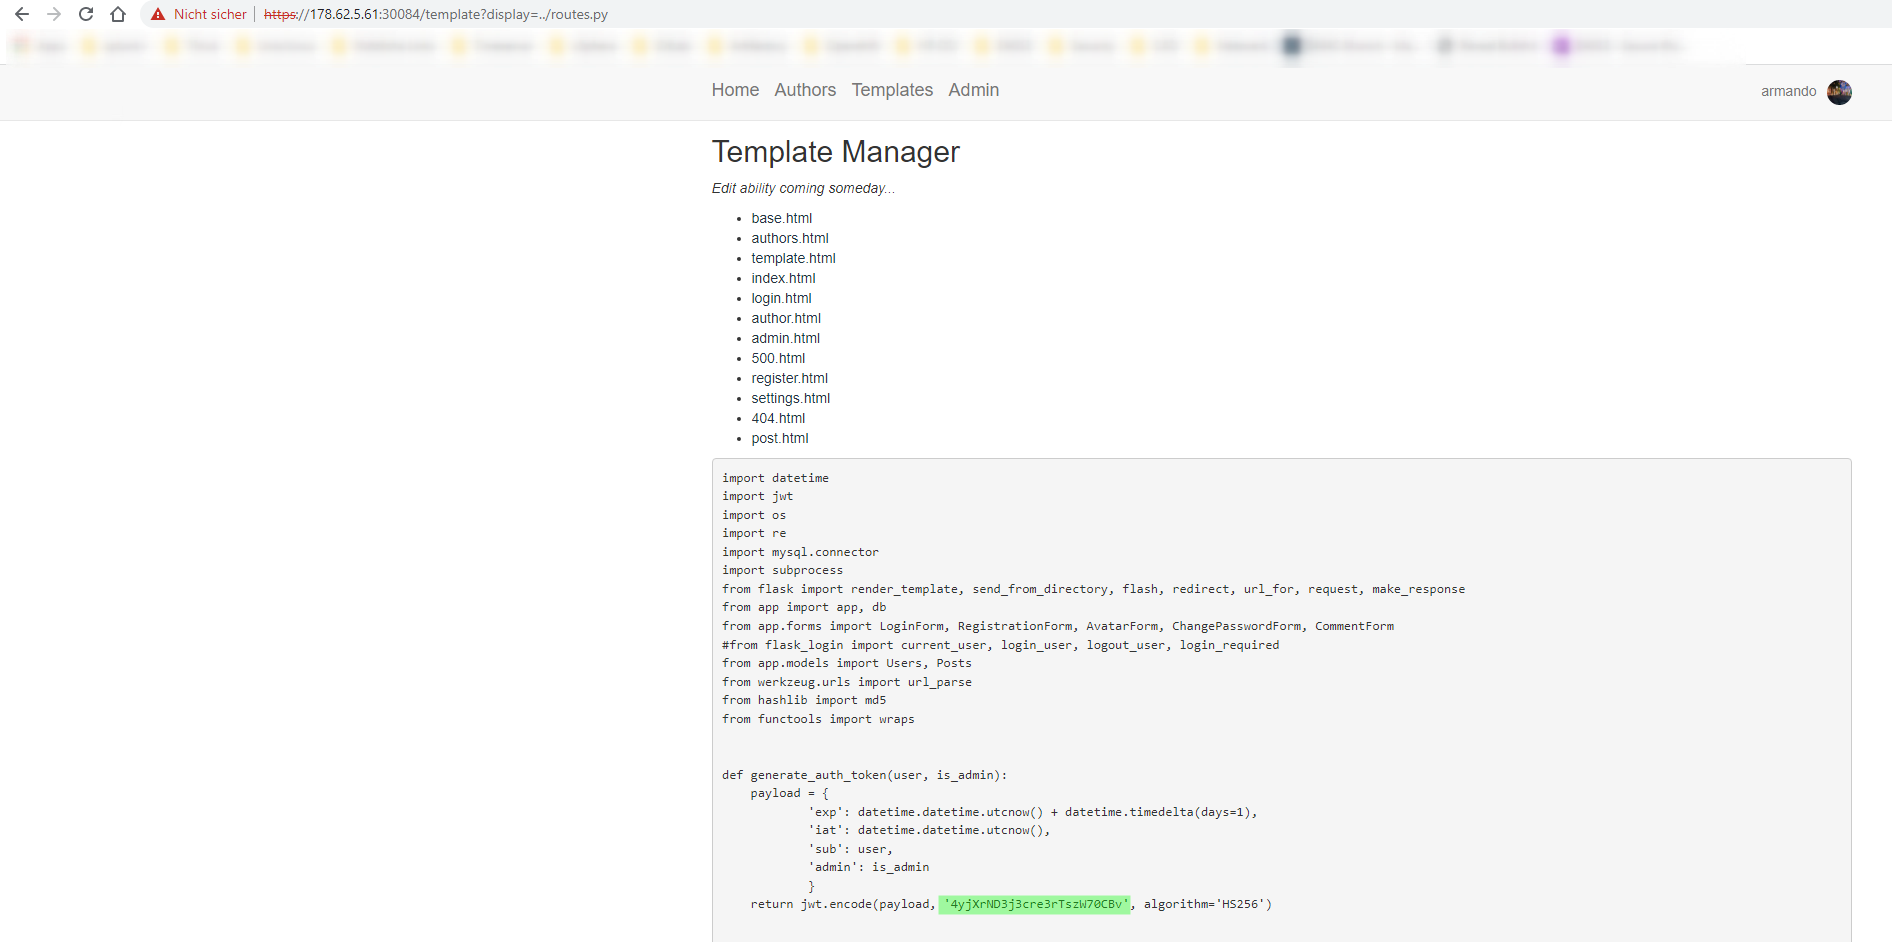 Nicht sicher https://178.62.5.61:30084/template?display=../routes.py
Home Authors Templates Admin armando
Template Manager
Edit ability coming someday...
base.html
authors.html
template.html
index.html
login.html
author.html
admin.html
500.html
register.html
settings.html
404.html
post.html
import datetime
import jwt
import os
import re
import mysql.connector
import subprocess
from flask import render_template, send_from_directory, flash, redirect, url_for, request, make_response
from app import app, db
from app.forms import LoginForm, RegistrationForm, AvatarForm, ChangePasswordForm, CommentForm
#from flask_login import current_user, login_user, logout_user, login_required
from app.models import Users, Posts
from werkzeug.urls import url_parse
from hashlib import md5
from functools import wraps
def generate_auth_token(user, is_admin):
    payload = {
            'exp': datetime.datetime.utcnow() + datetime.timedelta(days=1),
            'iat': datetime.datetime.utcnow(),
            'sub': user,
            'admin': is_admin
            }
    return jwt.encode(payload, '4yjXrND3j3cre3rTszW70CBv', algorithm='HS256')